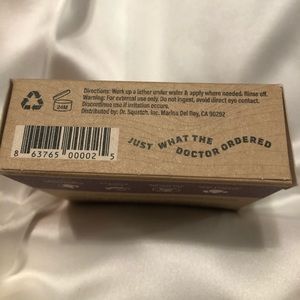 Directions: Work up a lather under water & apply where needed. Rinse off.
Warning: For external use only. Do not ingest, avoid direct eye contact.
Discontinue use if irritation occurs.
Distributed by: Dr. Squatch, Inc. Marina Del Rey, CA 90292
24M
8 63765 00002 5
JUST WHAT THE
DOCTOR ORDERED